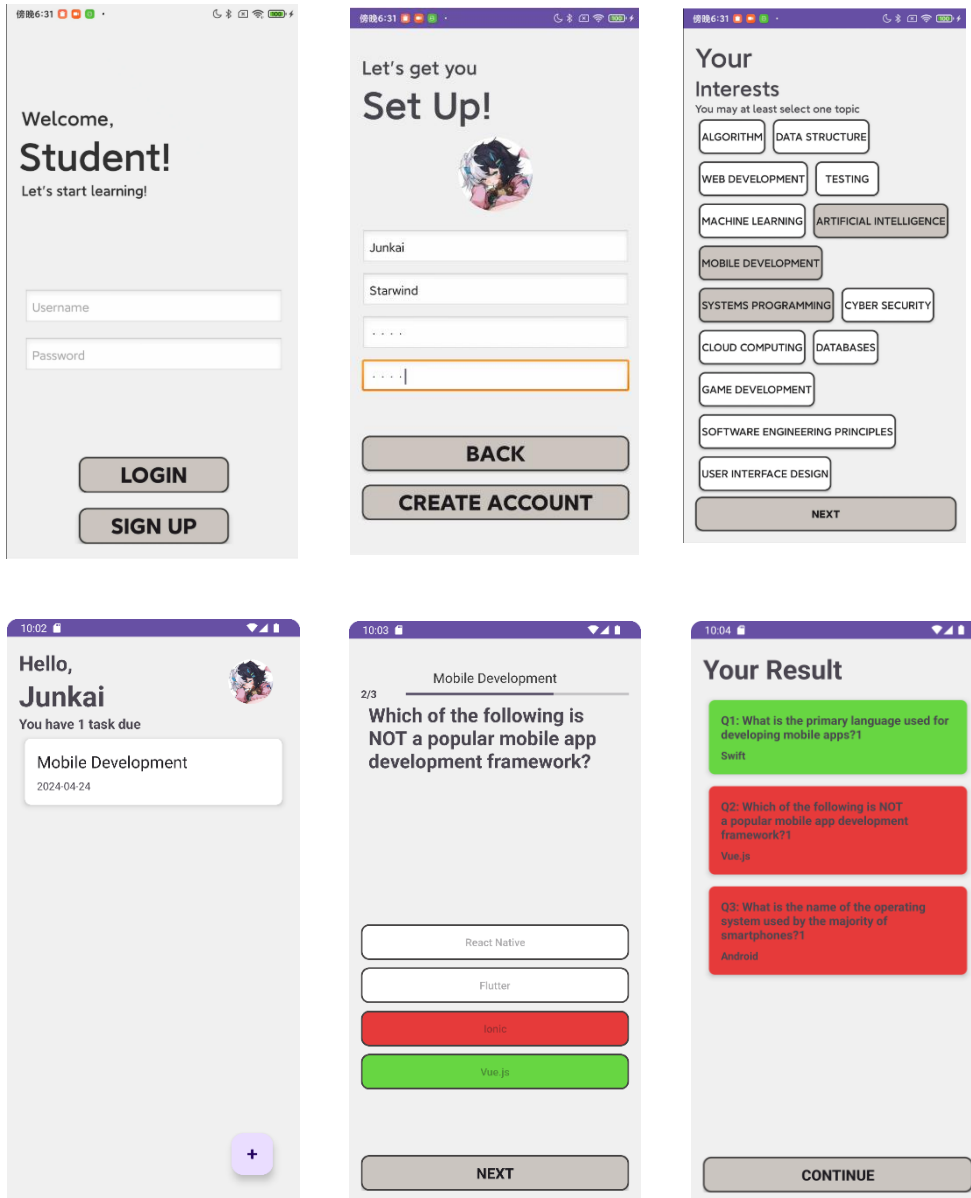 傍晚6:31
Welcome,
Student!
Let's start learning!
Username
Password
LOGIN
SIGN UP
傍晚6:31
100
Let's get you
Set Up!
Junkai
Starwind
....
....
BACK
CREATE ACCOUNT
傍晚6:31
100
Your
Interests
You may at least select one topic
ALGORITHM DATA STRUCTURE
WEB DEVELOPMENT TESTING
MACHINE LEARNING ARTIFICIAL INTELLIGENCE
MOBILE DEVELOPMENT
SYSTEMS PROGRAMMING CYBER SECURITY
CLOUD COMPUTING DATABASES
GAME DEVELOPMENT
SOFTWARE ENGINEERING PRINCIPLES
USER INTERFACE DESIGN
NEXT
10:02
Hello,
Junkai
You have 1 task due
Mobile Development
2024-04-24
+
10:03
Mobile Development
2/3
Which of the following is
NOT a popular mobile app
development framework?
React Native
Flutter
Ionic
Vue.js
NEXT
10:04
Your Result
Q1: What is the primary language used for
developing mobile apps?1
Swift
Q2: Which of the following is NOT
a popular mobile app development
framework?1
Vue.js
Q3: What is the name of the operating
system used by the majority of
smartphones?1
Android
CONTINUE